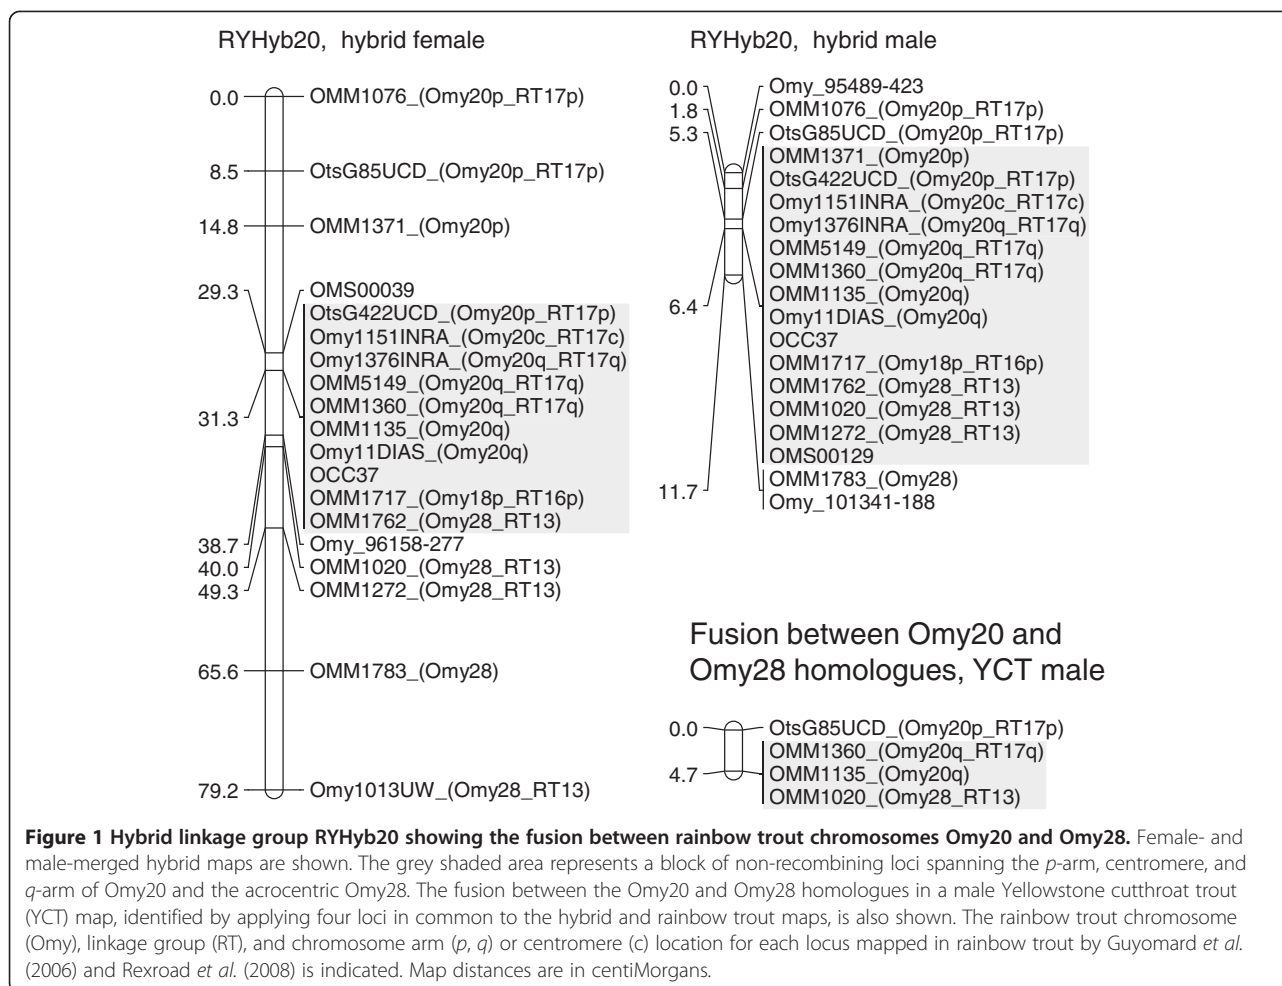 RYHyb20, hybrid female
0.0 OMM1076_(Omy20p_RT17p)
8.5 OtsG85UCD_(Omy20p_RT17p)
14.8 OMM1371_(Omy20p)
29.3 OMS00039
OtsG422UCD_(Omy20p_RT17p)
Omy1151INRA_(Omy20c_RT17c)
Omy1376INRA_(Omy20q_RT17q)
OMM5149_(Omy20q_RT17q)
OMM1360_(Omy20q_RT17q)
31.3 OMM1135_(Omy20q)
Omy11DIAS_(Omy20q)
OCC37
OMM1717_(Omy18p_RT16p)
OMM1762_(Omy28_RT13)
38.7 Omy_96158-277
40.0 OMM1020_(Omy28_RT13)
49.3 OMM1272_(Omy28_RT13)
65.6 OMM1783_(Omy28)
79.2 Omy1013UW_(Omy28_RT13)
RYHyb20, hybrid male
0.0 Omy_95489-423
1.8 OMM1076_(Omy20p_RT17p)
5.3 OtsG85UCD_(Omy20p_RT17p)
OMM1371_(Omy20p)
OtsG422UCD_(Omy20p_RT17p)
Omy1151INRA_(Omy20c_RT17c)
Omy1376INRA_(Omy20q_RT17q)
OMM5149_(Omy20q_RT17q)
OMM1360_(Omy20q_RT17q)
6.4 OMM1135_(Omy20q)
Omy11DIAS_(Omy20q)
OCC37
OMM1717_(Omy18p_RT16p)
OMM1762_(Omy28_RT13)
OMM1020_(Omy28_RT13)
OMM1272_(Omy28_RT13)
OMS00129
11.7 OMM1783_(Omy28)
Omy_101341-188
Fusion between Omy20 and
Omy28 homologues, YCT male
0.0 OtsG85UCD_(Omy20p_RT17p)
OMM1360_(Omy20q_RT17q)
4.7 OMM1135_(Omy20q)
OMM1020_(Omy28_RT13)
Figure 1 Hybrid linkage group RYHyb20 showing the fusion between rainbow trout chromosomes Omy20 and Omy28. Female- and
male-merged hybrid maps are shown. The grey shaded area represents a block of non-recombining loci spanning the p-arm, centromere, and
q-arm of Omy20 and the acrocentric Omy28. The fusion between the Omy20 and Omy28 homologues in a male Yellowstone cutthroat trout
(YCT) map, identified by applying four loci in common to the hybrid and rainbow trout maps, is also shown. The rainbow trout chromosome
(Omy), linkage group (RT), and chromosome arm (p, q) or centromere (c) location for each locus mapped in rainbow trout by Guyomard et al.
(2006) and Rexroad et al. (2008) is indicated. Map distances are in centiMorgans.